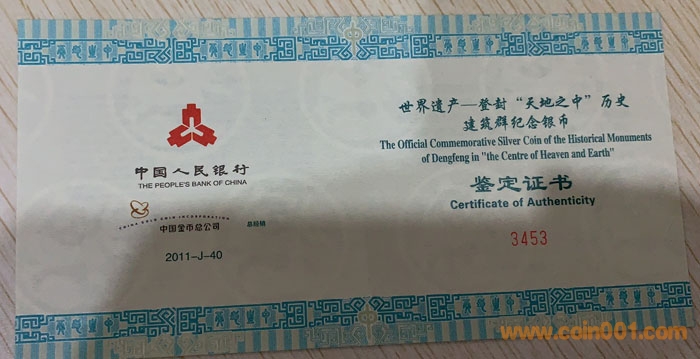 中国人民银行
THE PEOPLE'S BANK OF CHINA
CHINA GOLD COIN INCORPORATION
中国金币总公司 总经销
2011-J-40
世界遗产—登封“天地之中”历史
建筑群纪念银币
The Official Commemorative Silver Coin of the Historical Monuments
of Dengfeng in "the Centre of Heaven and Earth"
鉴定证书
Certificate of Authenticity
3453
www.coin001.com